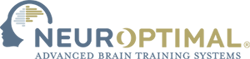 NEUROPTIMAL®
ADVANCED BRAIN TRAINING SYSTEMS